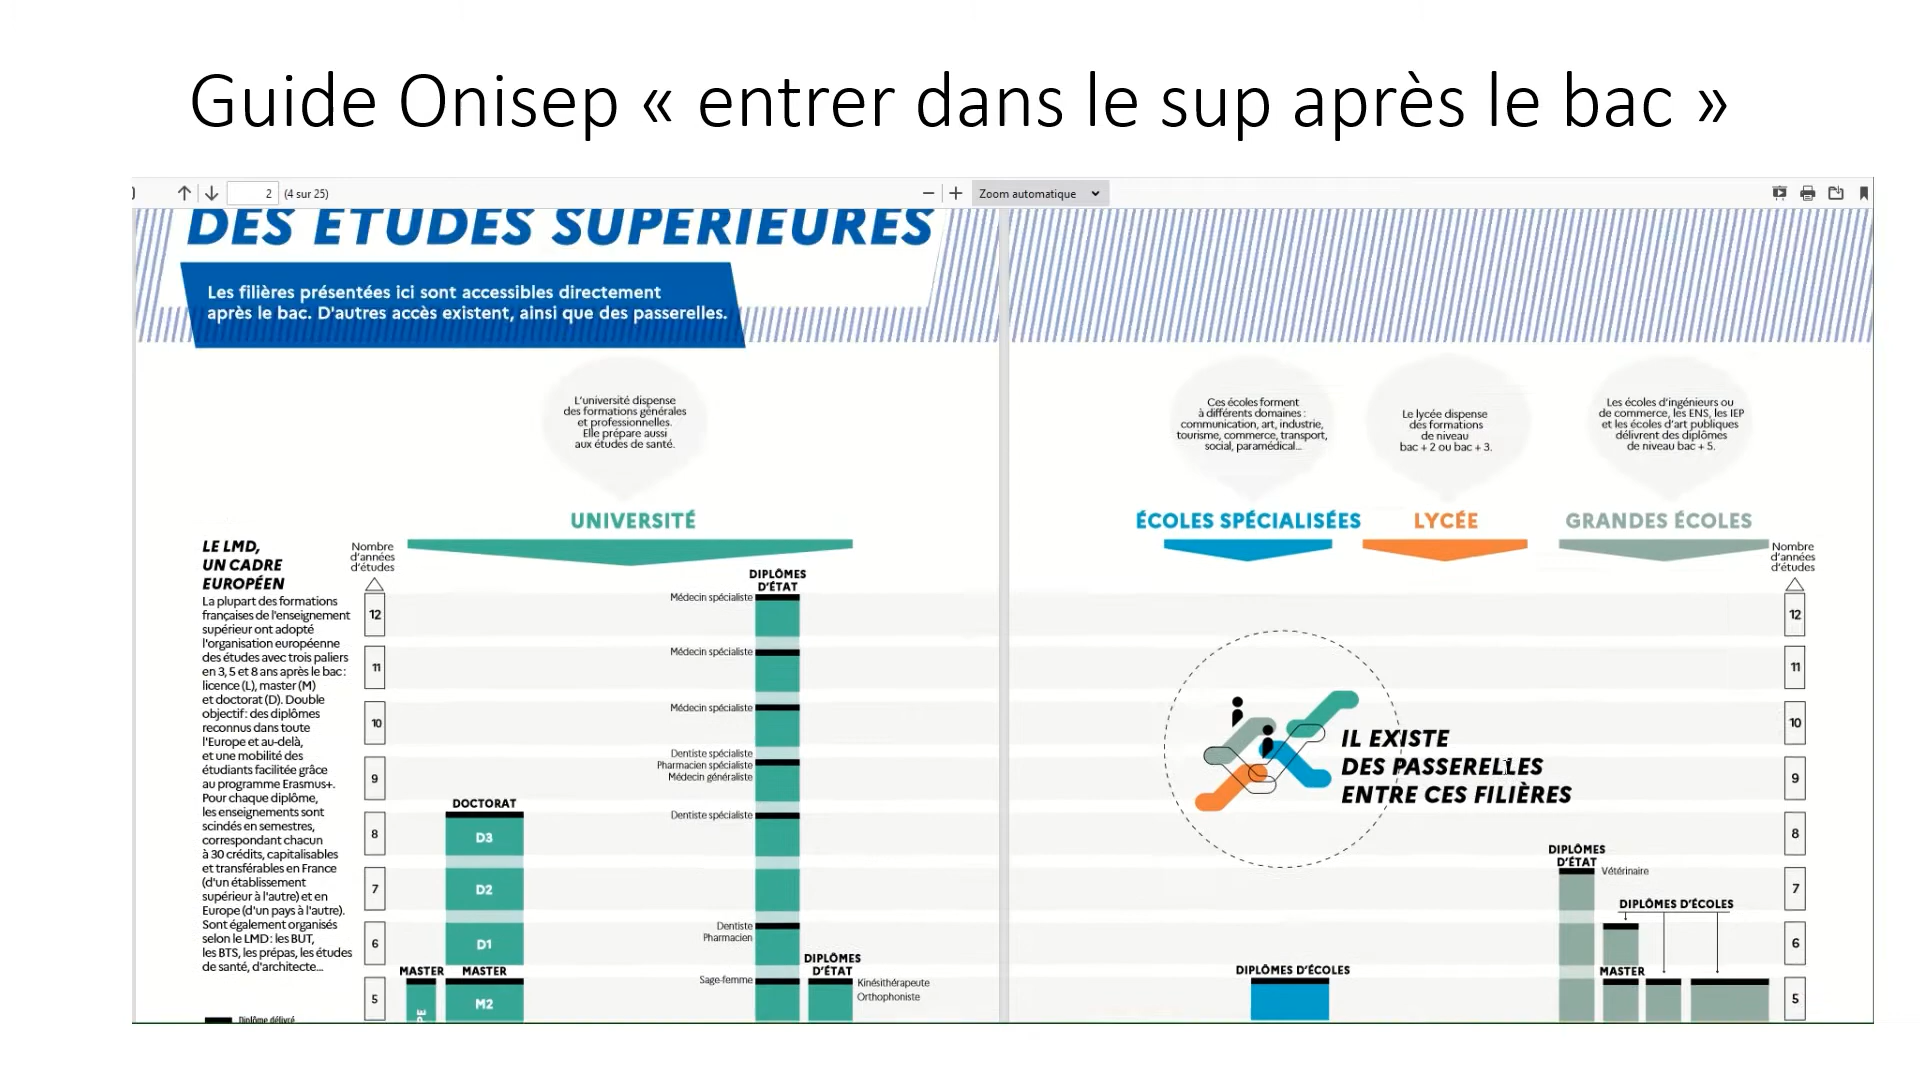 Guide Onisep « entrer dans le sup après le bac »
2 (4 sur 25)
Zoom automatique
DES ÉTUDES SUPÉRIEURES
Les filières présentées ici sont accessibles directement
après le bac. D'autres accès existent, ainsi que des passerelles.
L'université dispense
des formations générales
et professionnelles.
Elle prépare aussi
aux études de santé.
Ces écoles forment
à différents domaines :
communication, art, industrie,
tourisme, commerce, transport,
social, paramédical...
Le lycée dispense
des formations
de niveau
bac + 2 ou bac + 3.
Les écoles d'ingénieurs ou
de commerce, les ENS, les IEP
et les écoles d'art publiques
délivrent des diplômes
de niveau bac + 5.
UNIVERSITÉ
ÉCOLES SPÉCIALISÉES
LYCÉE
GRANDES ÉCOLES
LE LMD,
UN CADRE
EUROPÉEN
La plupart des formations
françaises de l'enseignement
supérieur ont adopté
l'organisation européenne
des études avec trois paliers
en 3, 5 et 8 ans après le bac :
licence (L), master (M)
et doctorat (D). Double
objectif : des diplômes
reconnus dans toute
l'Europe et au-delà,
et une mobilité des
étudiants facilitée grâce
au programme Erasmus+.
Pour chaque diplôme,
les enseignements sont
scindés en semestres,
correspondant chacun
à 30 crédits, capitalisables
et transférables en France
(d'un établissement
supérieur à l'autre) et en
Europe (d'un pays à l'autre).
Sont également organisés
selon le LMD : les BUT,
les BTS, les prépas, les études
de santé, d'architecte...
Diplôme délivré
Nombre
d'années
d'études
12
11
10
9
8
7
6
5
DOCTORAT
D3
D2
D1
MASTER
MASTER
M2
PE
DIPLÔMES
D'ÉTAT
Médecin spécialiste
Médecin spécialiste
Médecin spécialiste
Dentiste spécialiste
Pharmacien spécialiste
Médecin généraliste
Dentiste spécialiste
Dentiste
Pharmacien
Sage-femme
DIPLÔMES
D'ÉTAT
Kinésithérapeute
Orthophoniste
IL EXISTE
DES PASSERELLES
ENTRE CES FILIÈRES
DIPLÔMES D'ÉCOLES
DIPLÔMES
D'ÉTAT
Vétérinaire
DIPLÔMES D'ÉCOLES
MASTER
Nombre
d'années
d'études
12
11
10
9
8
7
6
5